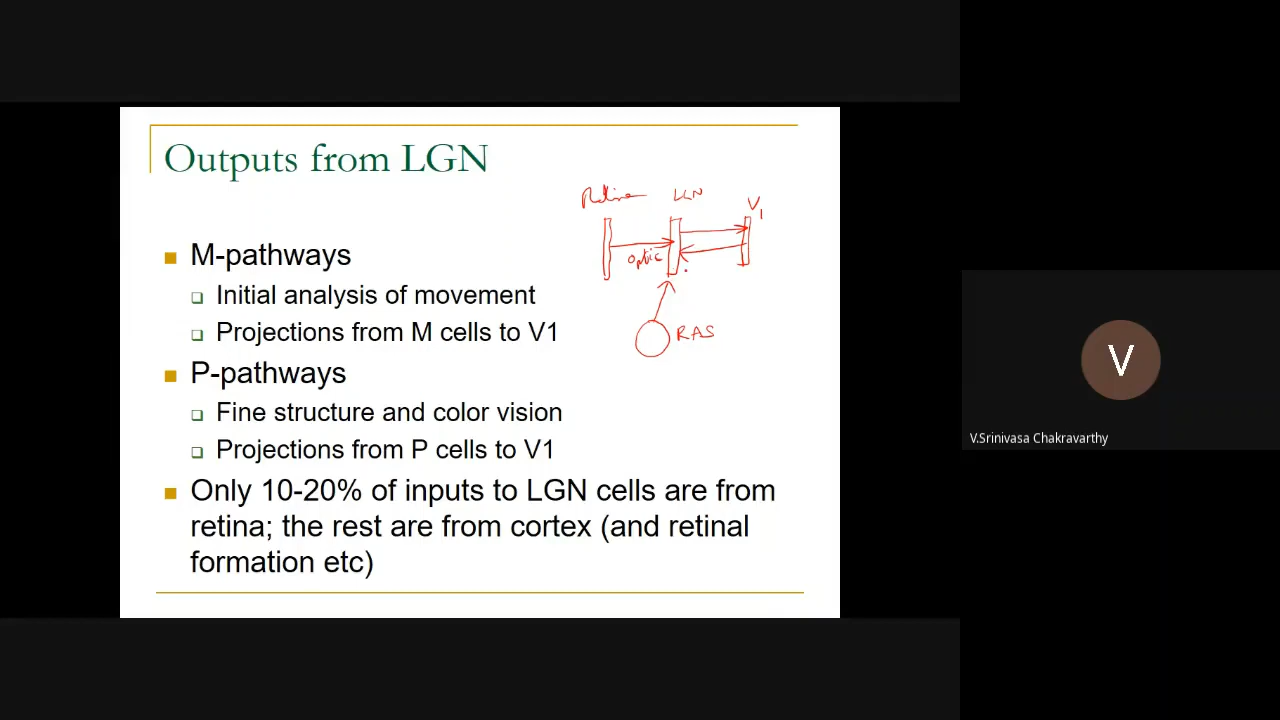 Outputs from LGN
Retina LGN V1
optic
RAS
M-pathways
Initial analysis of movement
Projections from M cells to V1
P-pathways
Fine structure and color vision
Projections from P cells to V1
Only 10-20% of inputs to LGN cells are from
retina; the rest are from cortex (and retinal
formation etc)
V
V.Srinivasa Chakravarthy